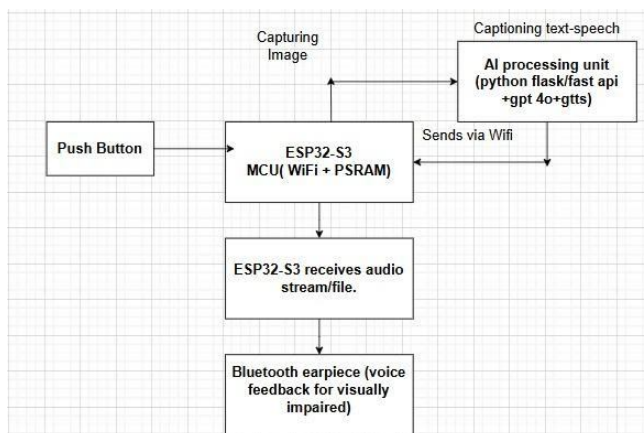 Capturing
Image
Captioning text-speech
AI processing unit
(python flask/fast api
+gpt 4o+gtts)
Sends via Wifi
Push Button
ESP32-S3
MCU( WiFi + PSRAM)
ESP32-S3 receives audio
stream/file.
Bluetooth earpiece (voice
feedback for visually
impaired)